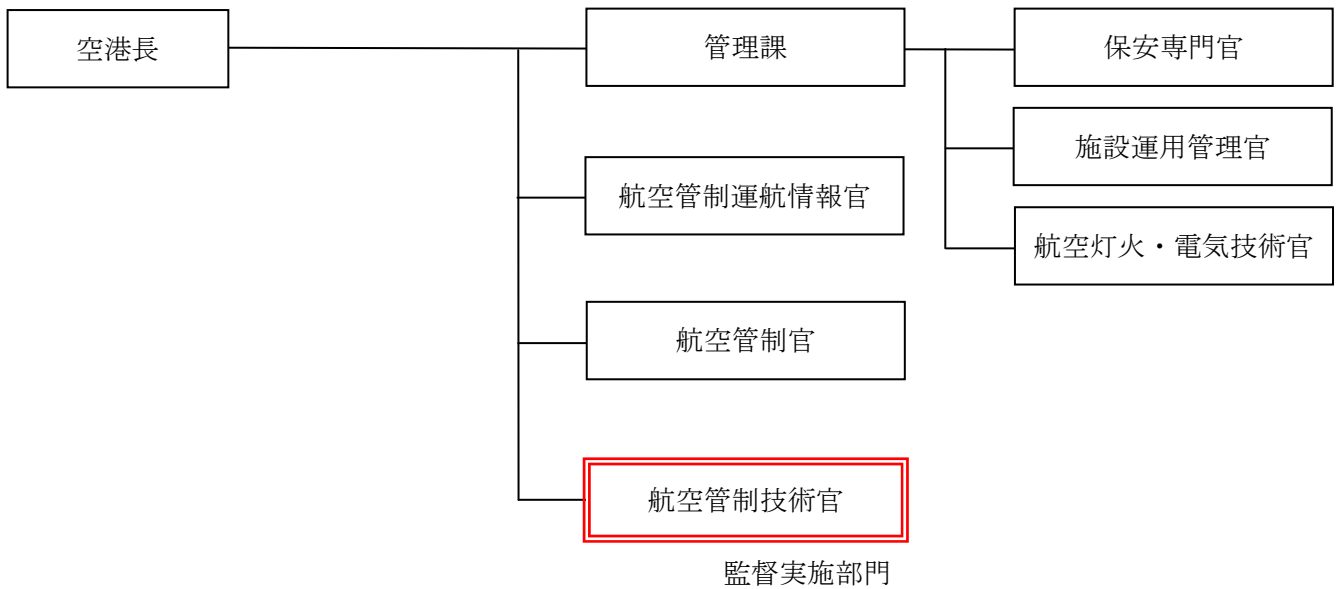 空港長
管理課
保安専門官
施設運用管理官
航空管制運航情報官
航空灯火・電気技術官
航空管制官
航空管制技術官
監督実施部門